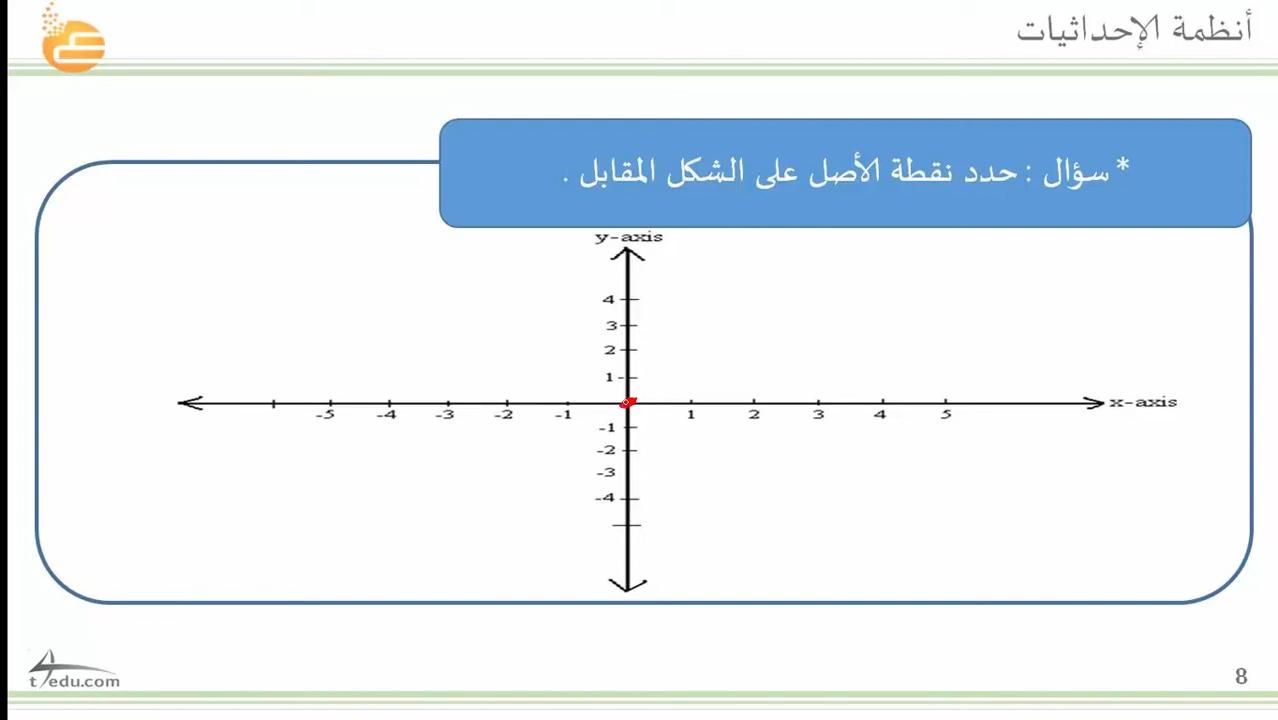 أنظمة الإحداثيات
* سؤال : حدد نقطة الأصل على الشكل المقابل .
y-axis
4
3
2
1
-5 -4 -3 -2 -1 1 2 3 4 5 x-axis
-1
-2
-3
-4
t4edu.com
8